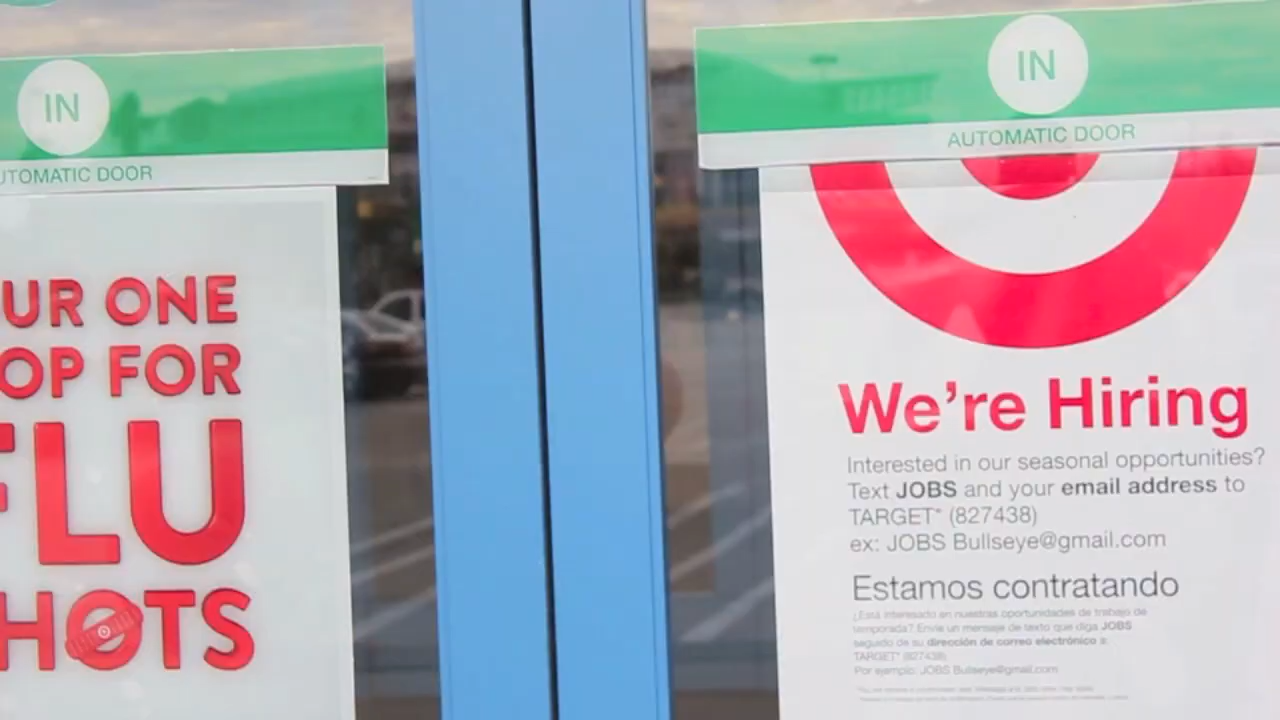 IN
UTOMATIC DOOR
UR ONE
OP FOR
FLU
HOTS
IN
AUTOMATIC DOOR
We're Hiring
Interested in our seasonal opportunities?
Text JOBS and your email address to
TARGET* (827438)
ex: JOBS Bullseye@gmail.com
Estamos contratando
¿Está interesado en nuestras oportunidades de trabajo de
temporada? Envíe un mensaje de texto que diga JOBS
seguido de su dirección de correo electrónico a:
TARGET* (827438)
Por ejemplo: JOBS Bullseye@gmail.com